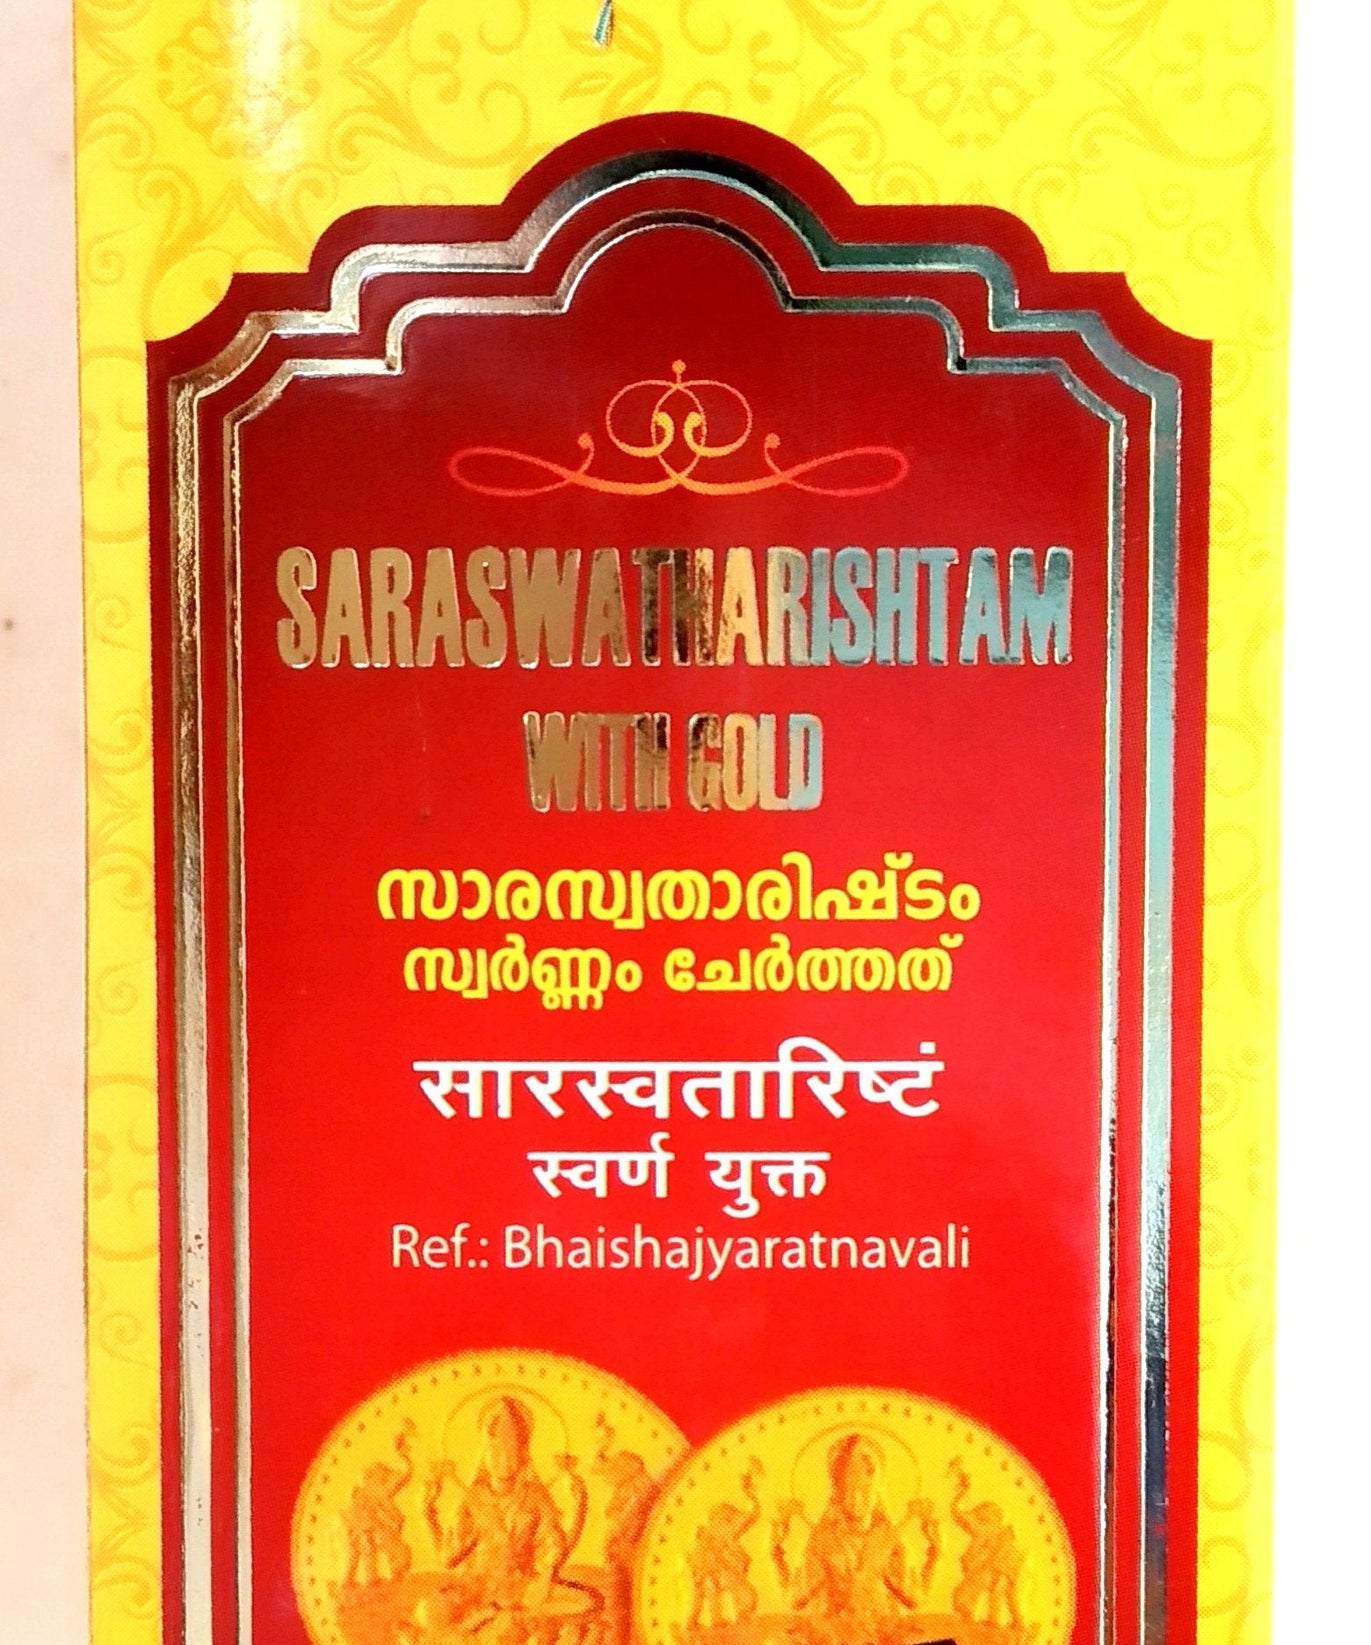 SARASWATHARISHTAM
WITH GOLD
സാരസ്വതാരിഷ്ടം
സ്വർണ്ണം ചേർത്തത്
सारस्वतारिष्टं
स्वर्ण युक्त
Ref.: Bhaishajyaratnavali